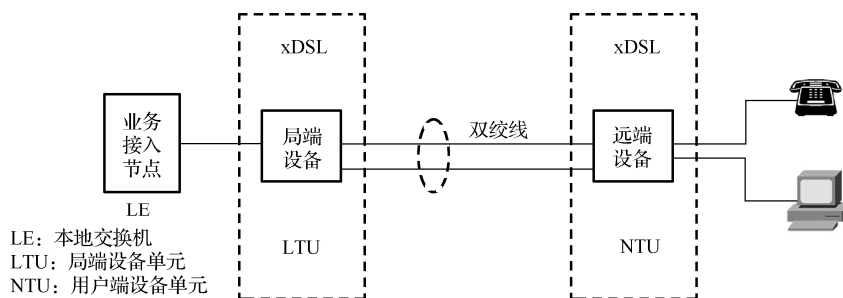 xDSL
xDSL
业务
接入
节点
局端
设备
双绞线
远端
设备
LE
LTU
NTU
LE：本地交换机
LTU：局端设备单元
NTU：用户端设备单元